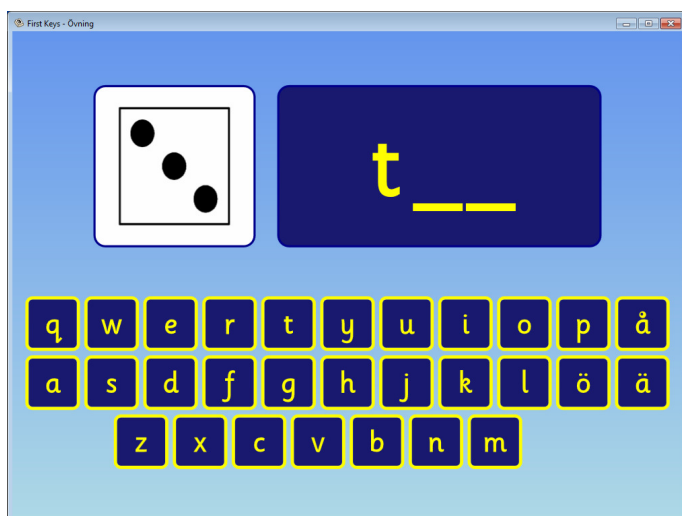 First Keys - Övning
t__
q w e r t y u i o p å
a s d f g h j k l ö ä
z x c v b n m